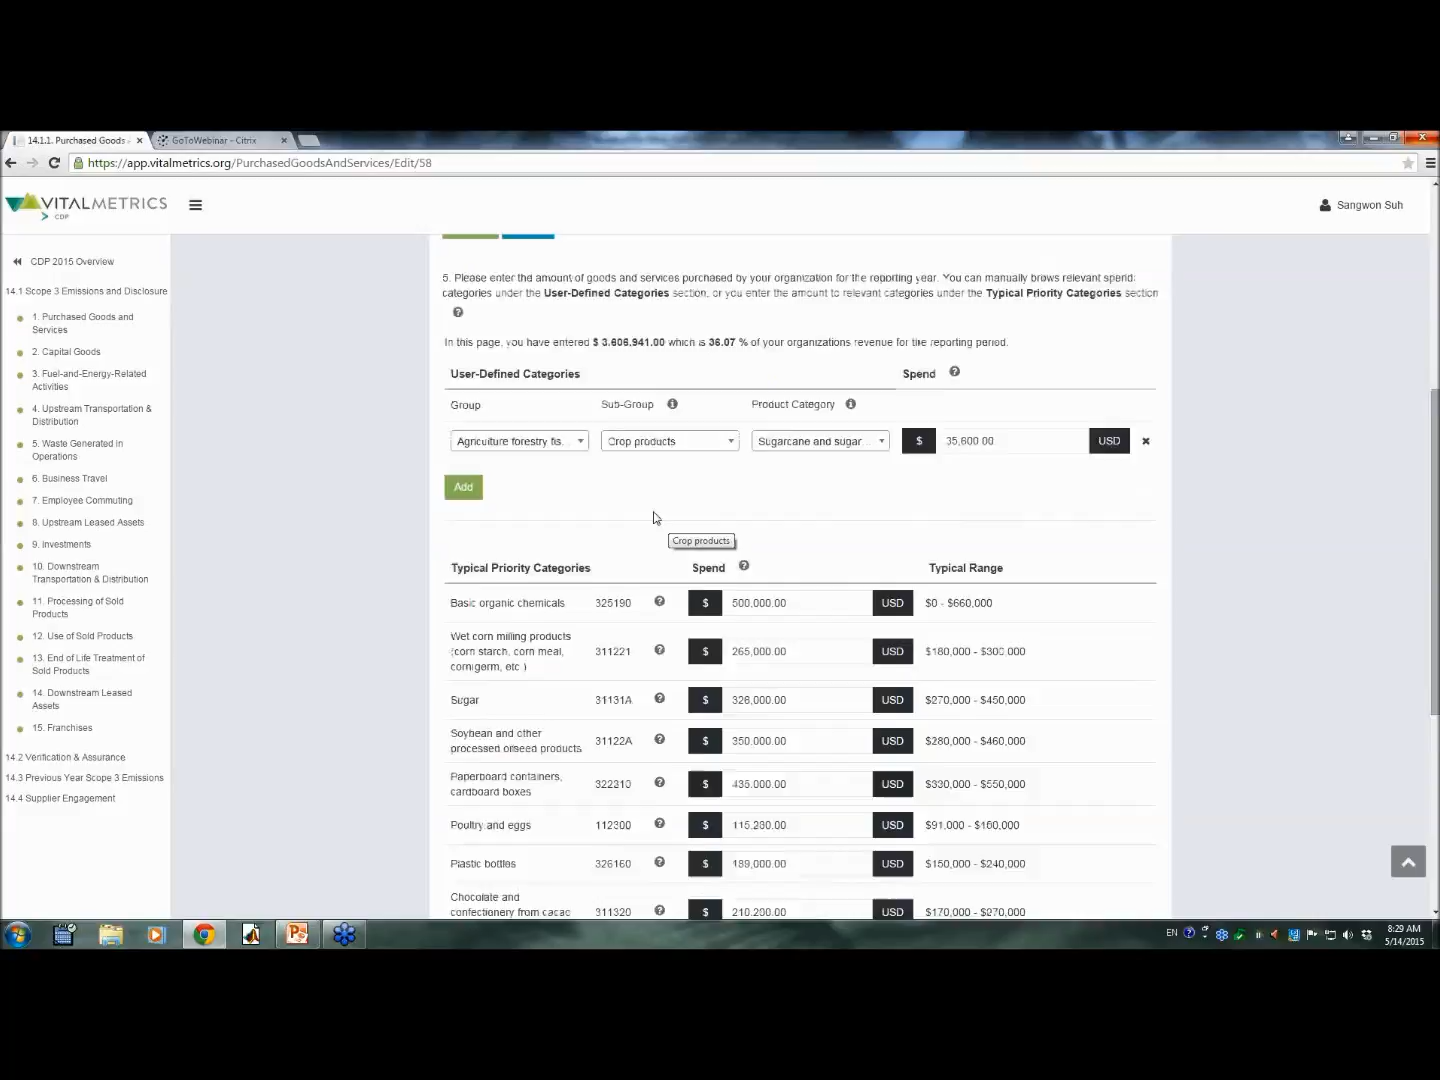 14.1.1. Purchased Goods
GoToWebinar - Citrix
https://app.vitalmetrics.org/PurchasedGoodsAndServices/Edit/58
VITALMETRICS
CDP
Sangwon Suh
CDP 2015 Overview
14.1 Scope 3 Emissions and Disclosure
1. Purchased Goods and
Services
2. Capital Goods
3. Fuel-and-Energy-Related
Activities
4. Upstream Transportation &
Distribution
5. Waste Generated in
Operations
6. Business Travel
7. Employee Commuting
8. Upstream Leased Assets
9. Investments
10. Downstream
Transportation & Distribution
11. Processing of Sold
Products
12. Use of Sold Products
13. End of Life Treatment of
Sold Products
14. Downstream Leased
Assets
15. Franchises
14.2 Verification & Assurance
14.3 Previous Year Scope 3 Emissions
14.4 Supplier Engagement
5. Please enter the amount of goods and services purchased by your organization for the reporting year. You can manually brows relevant spend
categories under the User-Defined Categories section, or you enter the amount to relevant categories under the Typical Priority Categories section
In this page, you have entered $ 3,606,941.00 which is 36.07 % of your organizations revenue for the reporting period.
User-Defined Categories Spend
Group Sub-Group Product Category
Agriculture forestry fis. Crop products Sugarcane and sugar. $ 35,600.00 USD
Add
Crop products
Typical Priority Categories Spend Typical Range
Basic organic chemicals 325190 $ 500,000.00 USD $0 - $660,000
Wet corn milling products
(corn starch, corn meal,
corn germ, etc.) 311221 $ 265,000.00 USD $180,000 - $300,000
Sugar 31131A $ 326,000.00 USD $270,000 - $450,000
Soybean and other
processed oilseed products 31122A $ 350,000.00 USD $280,000 - $460,000
Paperboard containers,
cardboard boxes 322210 $ 435,000.00 USD $330,000 - $550,000
Poultry and eggs 112300 $ USD $91,000 - $160,000
Plastic bottles 326160 $ 189,000.00 USD $150,000 - $240,000
Chocolate and
confectionery from cacao 311320 $ 210,200.00 USD $170,000 - $270,000
EN
8:29 AM
5/14/2015